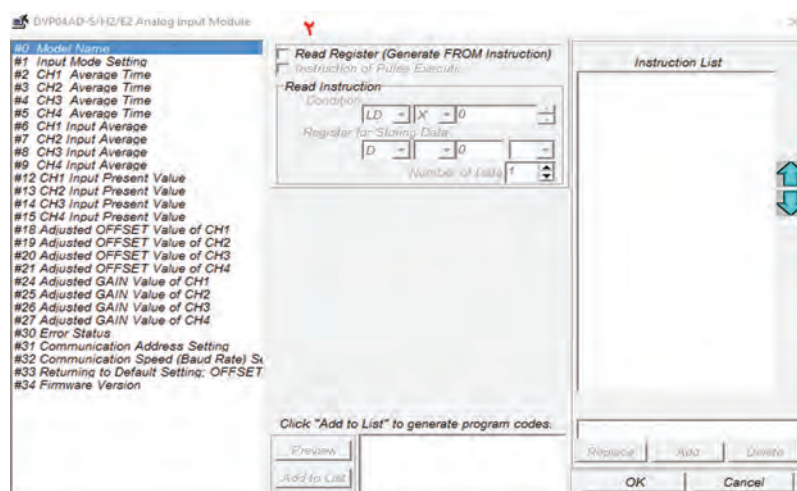 DVP04AD-S/H2/E2 Analog Input Module
۲
#0 Model Name
#1 Input Mode Setting
#2 CH1 Average Time
#3 CH2 Average Time
#4 CH3 Average Time
#5 CH4 Average Time
#6 CH1 Input Average
#7 CH2 Input Average
#8 CH3 Input Average
#9 CH4 Input Average
#12 CH1 Input Present Value
#13 CH2 Input Present Value
#14 CH3 Input Present Value
#15 CH4 Input Present Value
#18 Adjusted OFFSET Value of CH1
#19 Adjusted OFFSET Value of CH2
#20 Adjusted OFFSET Value of CH3
#21 Adjusted OFFSET Value of CH4
#24 Adjusted GAIN Value of CH1
#25 Adjusted GAIN Value of CH2
#26 Adjusted GAIN Value of CH3
#27 Adjusted GAIN Value of CH4
#30 Error Status
#31 Communication Address Setting
#32 Communication Speed (Baud Rate) Se
#33 Returning to Default Setting; OFFSET
#34 Firmware Version
Read Register (Generate FROM Instruction)
Instruction of Pulse Executi
Read Instruction
Condition
LD X 0
Register for Storing Data
D 0
Number of Data 1
Click "Add to List" to generate program codes.
Preview
Add to List
Instruction List
Replace Add Delete
OK Cancel